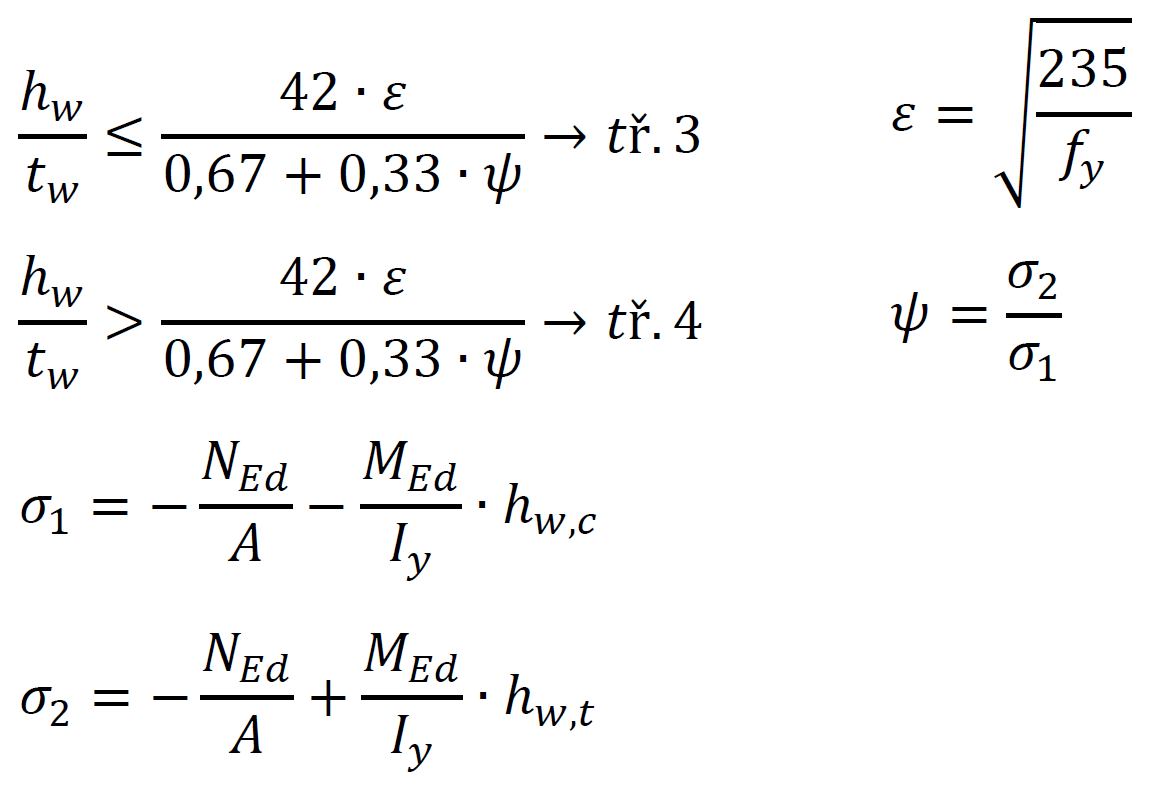 h_w/t_w ≤ (42 · ε)/(0,67 + 0,33 · ψ) → tř. 3
ε = √(235/f_y)
h_w/t_w > (42 · ε)/(0,67 + 0,33 · ψ) → tř. 4
ψ = σ_2/σ_1
σ_1 = − N_Ed/A − M_Ed/I_y · h_w,c
σ_2 = − N_Ed/A + M_Ed/I_y · h_w,t